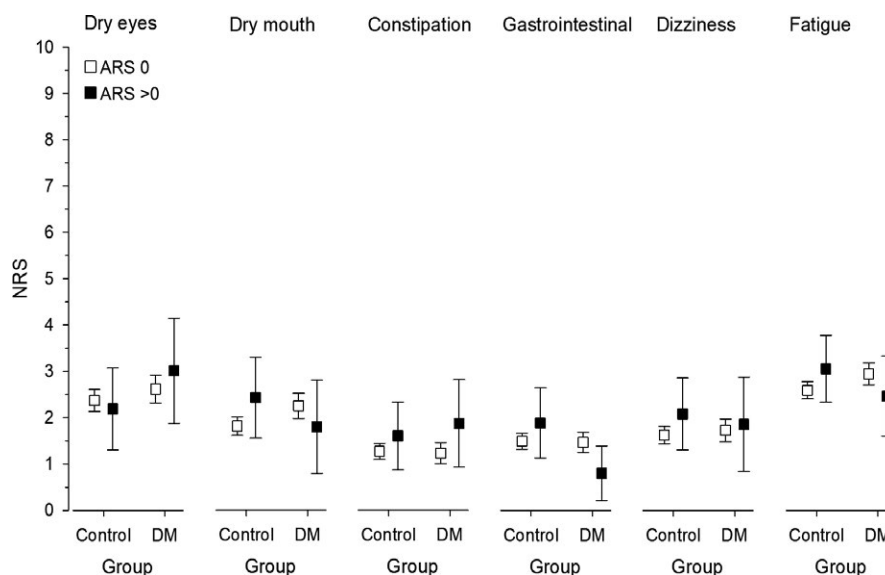 Dry eyes Dry mouth Constipation Gastrointestinal Dizziness Fatigue
10
ARS 0
9
ARS >0
8
7
6
5
NRS
4
3
2
1
0
Control DM Control DM Control DM Control DM Control DM Control DM
Group Group Group Group Group Group